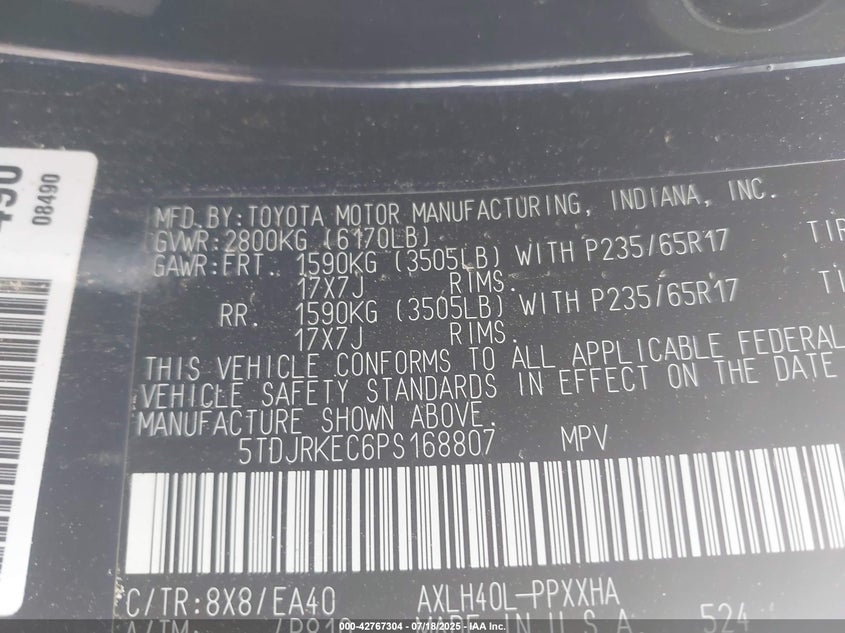 490
08490
MFD.BY:TOYOTA MOTOR MANUFACTURING, INDIANA, INC.
GVWR:2800KG (6170LB)
GAWR:FRT. 1590KG (3505LB) WITH P235/65R17
17X7J RIMS.
RR. 1590KG (3505LB) WITH P235/65R17
17X7J RIMS.
THIS VEHICLE CONFORMS TO ALL APPLICABLE FEDERAL
VEHICLE SAFETY STANDARDS IN EFFECT ON THE DATE
MANUFACTURE SHOWN ABOVE.
5TDJRKEC6PS168807 MPV
C/TR:8X8/EA40 AXLH40L-PPXXHA
U.S.A. 524
000-42767304 - 07/18/2025 - IAA Inc.